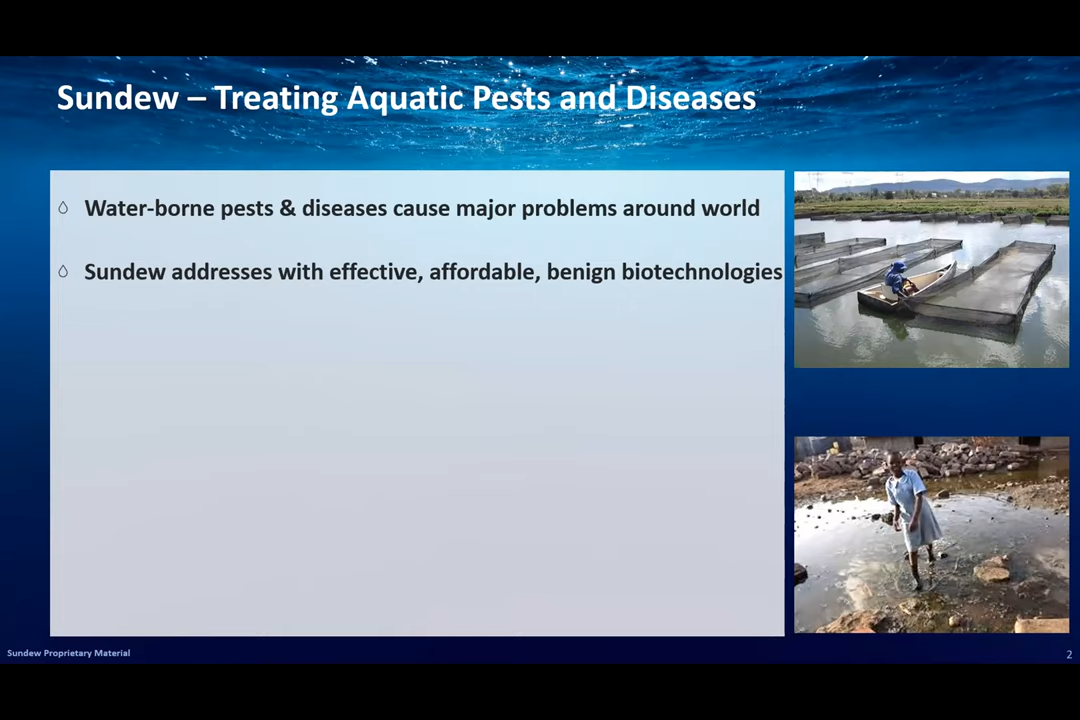 Sundew – Treating Aquatic Pests and Diseases
Water-borne pests & diseases cause major problems around world
Sundew addresses with effective, affordable, benign biotechnologies
Sundew Proprietary Material
2